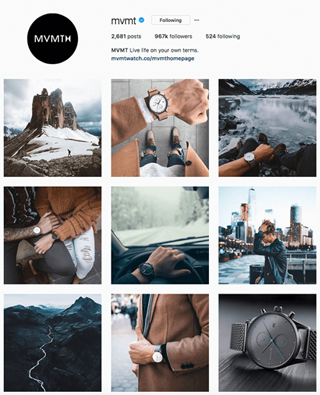 MVMT
mvmt Following
2,681 posts 967k followers 524 following
MVMT Live life on your own terms.
mvmtwatch.co/mvmthomepage